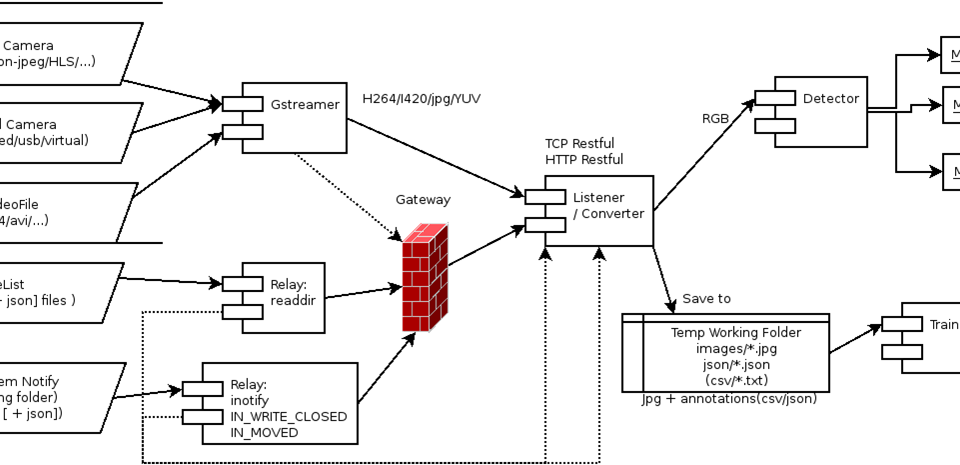 Camera
on-jpeg/HLS/...)
l Camera
ed/usb/virtual)
deoFile
4/avi/...)
eList
+ json] files )
em Notify
ng folder)
[ + json])
Gstreamer
H264/I420/jpg/YUV
Relay:
readdir
Relay:
inotify
IN_WRITE_CLOSED
IN_MOVED
Gateway
TCP Restful
HTTP Restful
Listener
/ Converter
RGB
Detector
M
M
M
Save to
Temp Working Folder
images/*.jpg
json/*.json
(csv/*.txt)
Jpg + annotations(csv/json)
Train